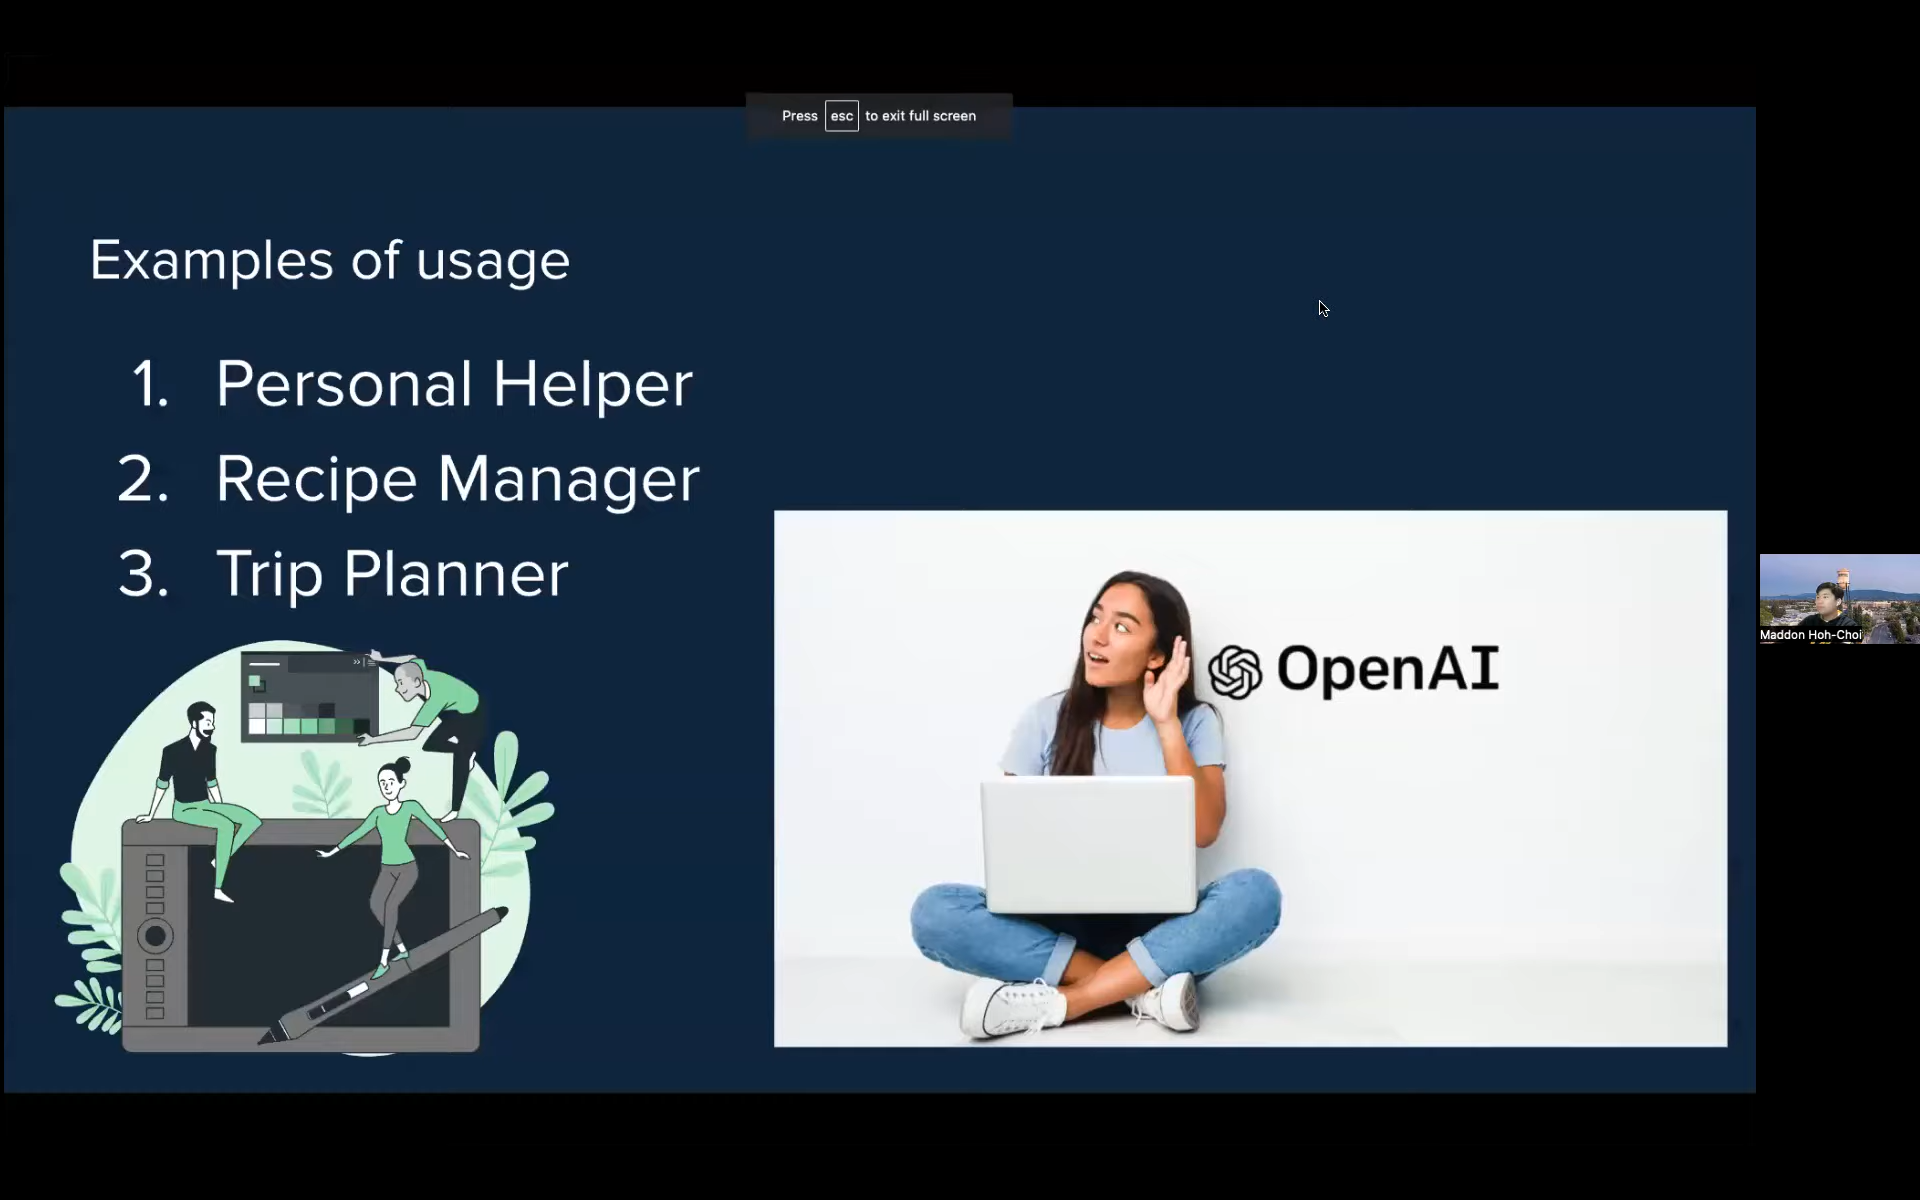 Press esc to exit full screen
Examples of usage
1. Personal Helper
2. Recipe Manager
3. Trip Planner
OpenAI
Maddon Hoh-Choi